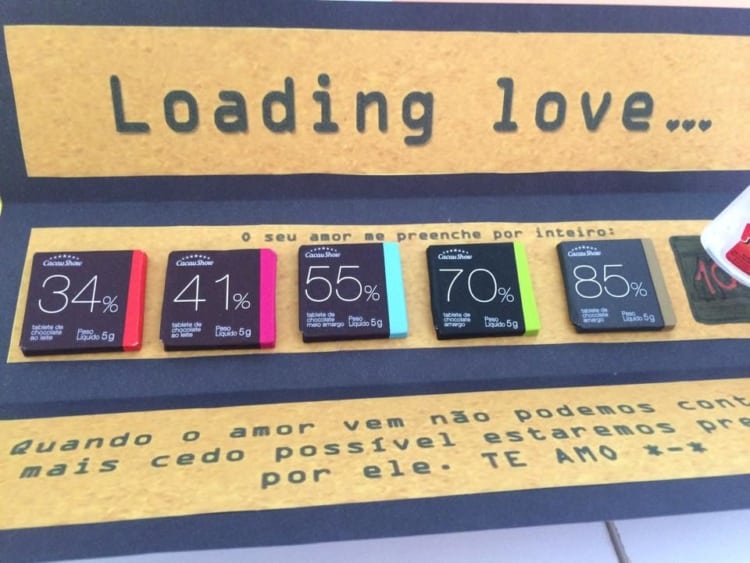 Loading love...
O seu amor me preenche por inteiro:
Cacau Show
34%
tablete de
chocolate
ao leite
Peso
Líquido 5g
Cacau Show
41%
tablete de
chocolate
ao leite
Peso
Líquido 5g
Cacau Show
55%
tablete de
chocolate
meio amargo
Peso
Líquido 5g
Cacau Show
70%
tablete de
chocolate
amargo
Peso
Líquido 5g
Cacau Show
85%
tablete de
chocolate
amargo
Peso
Líquido 5g
Quando o amor vem não podemos
mais cedo possível estaremos
por ele. TE AMO *-*